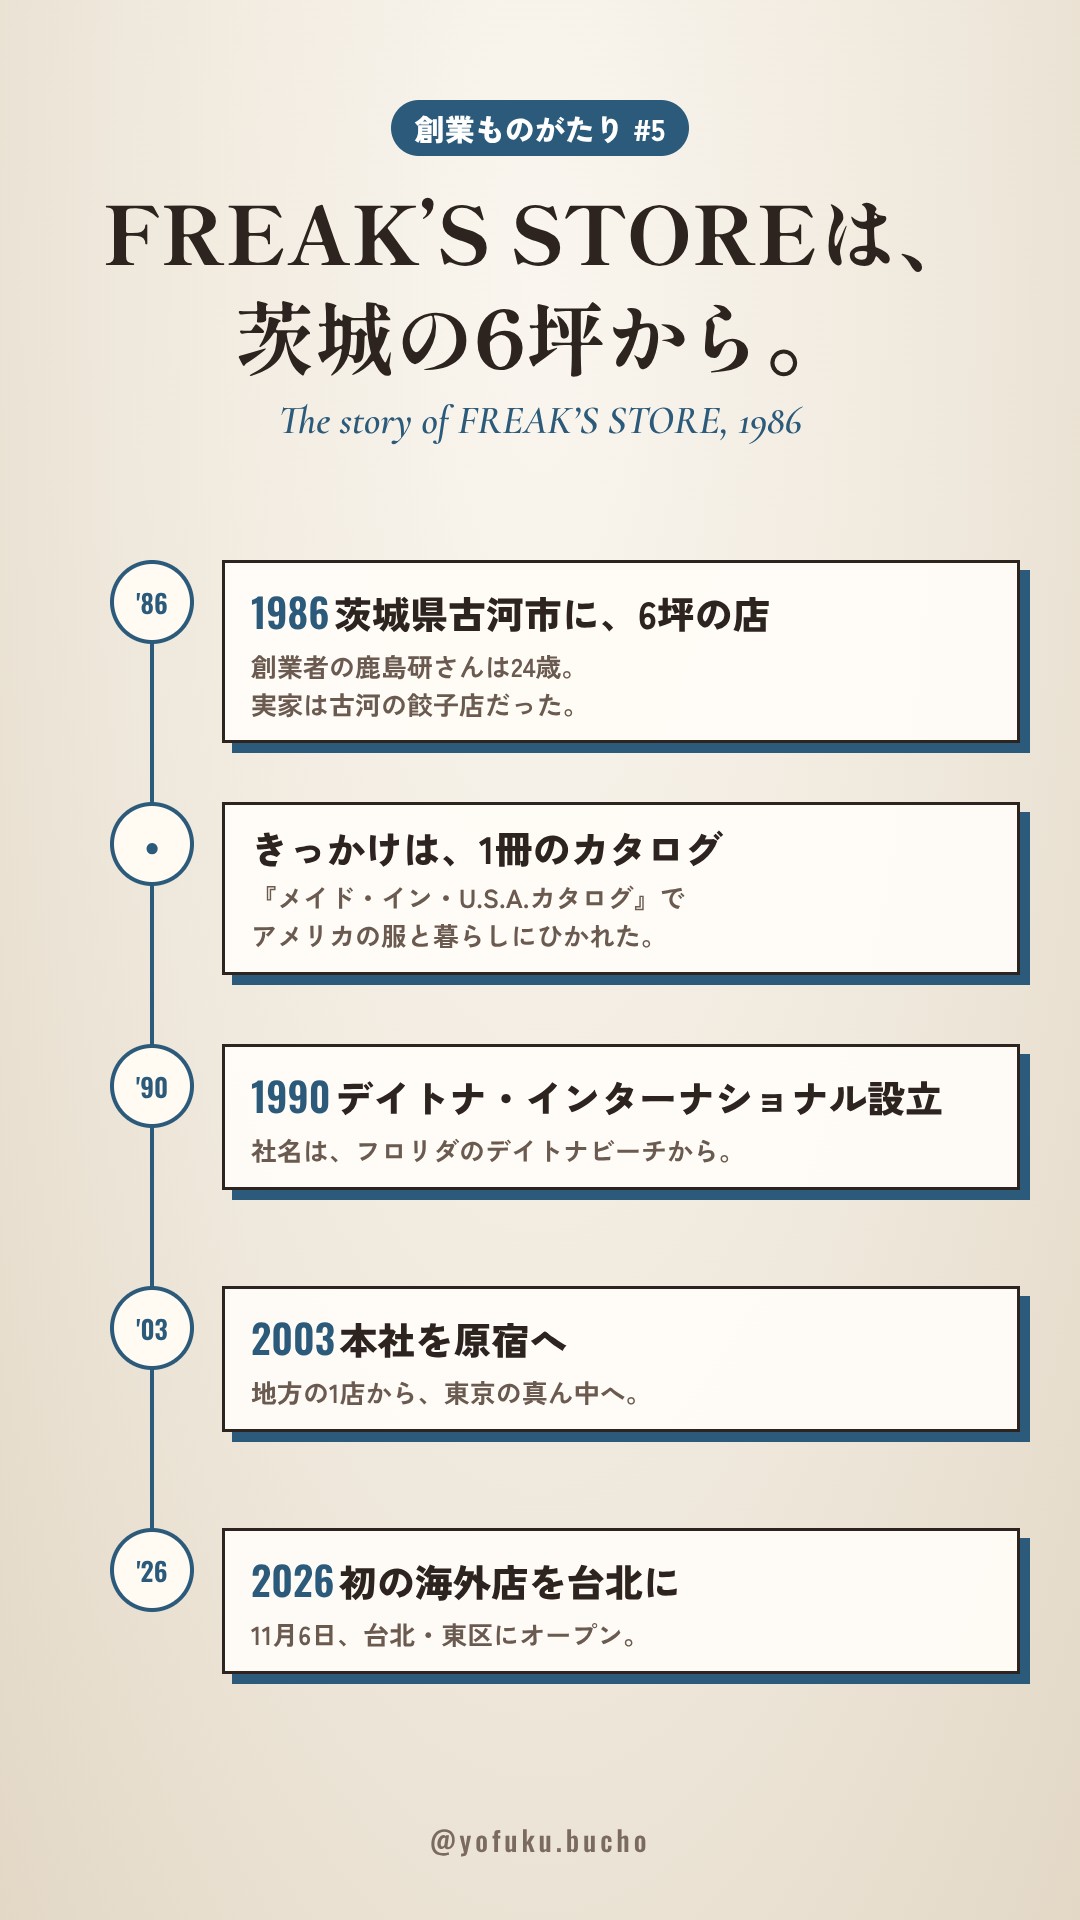 創業ものがたり #5
FREAK’S STOREは、
茨城の6坪から。
The story of FREAK’S STORE, 1986
'86
1986 茨城県古河市に、6坪の店
創業者の鹿島研さんは24歳。
実家は古河の餃子店だった。
●
きっかけは、1冊のカタログ
『メイド・イン・U.S.A.カタログ』で
アメリカの服と暮らしにひかれた。
'90
1990 デイトナ・インターナショナル設立
社名は、フロリダのデイトナビーチから。
'03
2003 本社を原宿へ
地方の1店から、東京の真ん中へ。
'26
2026 初の海外店を台北に
11月6日、台北・東区にオープン。
@yofuku.bucho